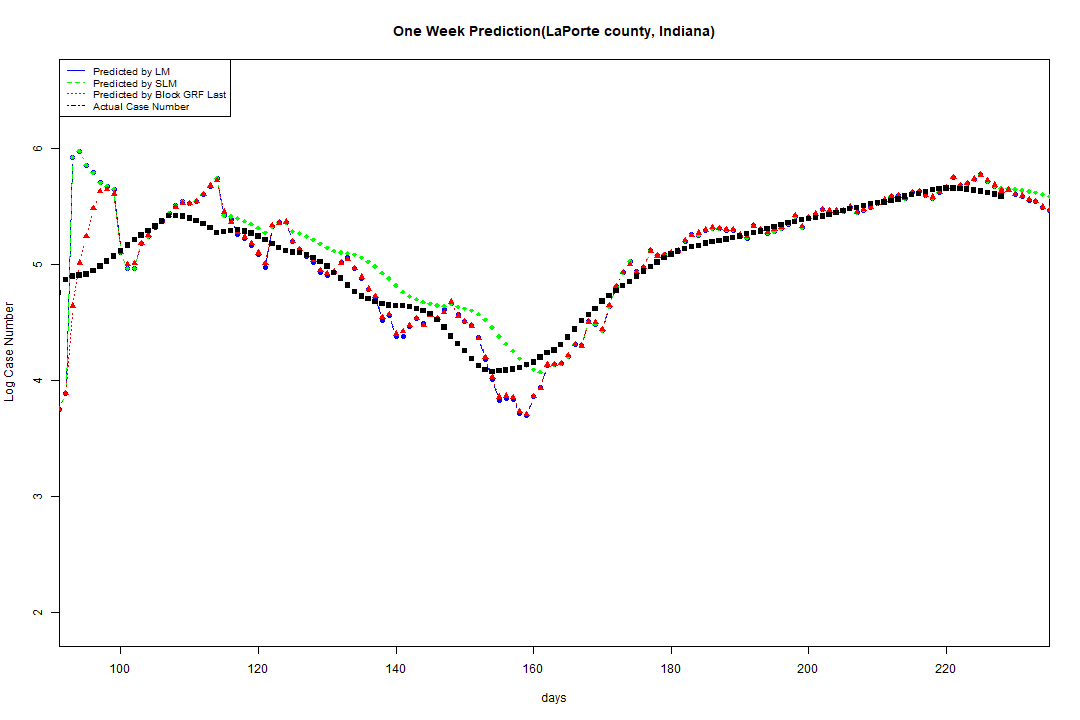 One Week Prediction(LaPorte county, Indiana)
Predicted by LM
Predicted by SLM
Predicted by Block GRF Last
Actual Case Number
6
5
4
3
2
Log Case Number
100 120 140 160 180 200 220
days